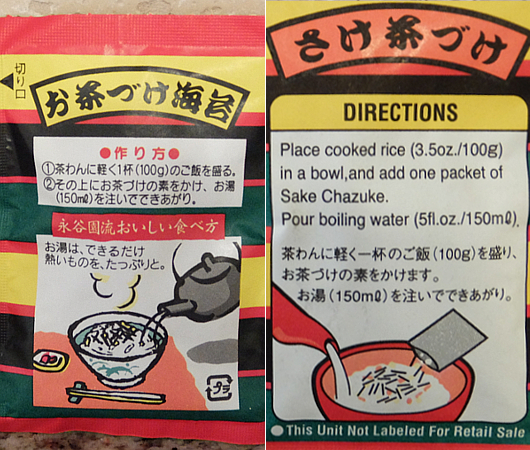 切り口
お茶づけ海苔
●作り方●
①茶わんに軽く1杯(100g)のご飯を盛る。
②その上にお茶づけの素をかけ、お湯
(150mℓ)を注いでできあがり。
永谷園流おいしい食べ方
お湯は、できるだけ
熱いものを、たっぷりと。
プラ
さけ茶づけ
DIRECTIONS
Place cooked rice (3.5oz./100g)
in a bowl,and add one packet of
Sake Chazuke.
Pour boiling water (5fl.oz./150mℓ),
茶わんに軽く一杯のご飯(100g)を盛り、
お茶づけの素をかけます。
お湯(150mℓ)を注いでできあがり。
●This Unit Not Labeled For Retail Sale